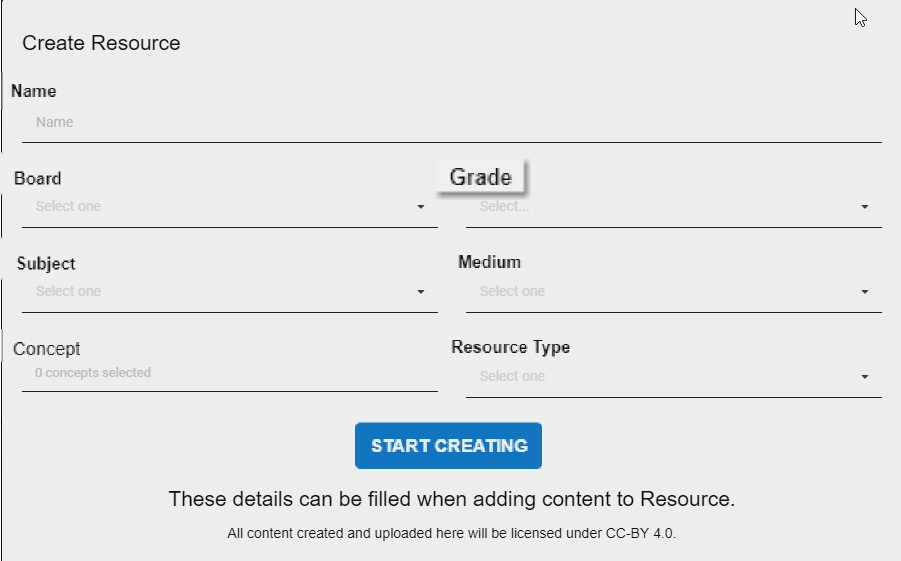 Create Resource
Name
Name
Board
Grade
Select one
Select...
Subject
Medium
Select one
Select one
Concept
Resource Type
0 concepts selected
Select one
START CREATING
These details can be filled when adding content to Resource.
All content created and uploaded here will be licensed under CC-BY 4.0.